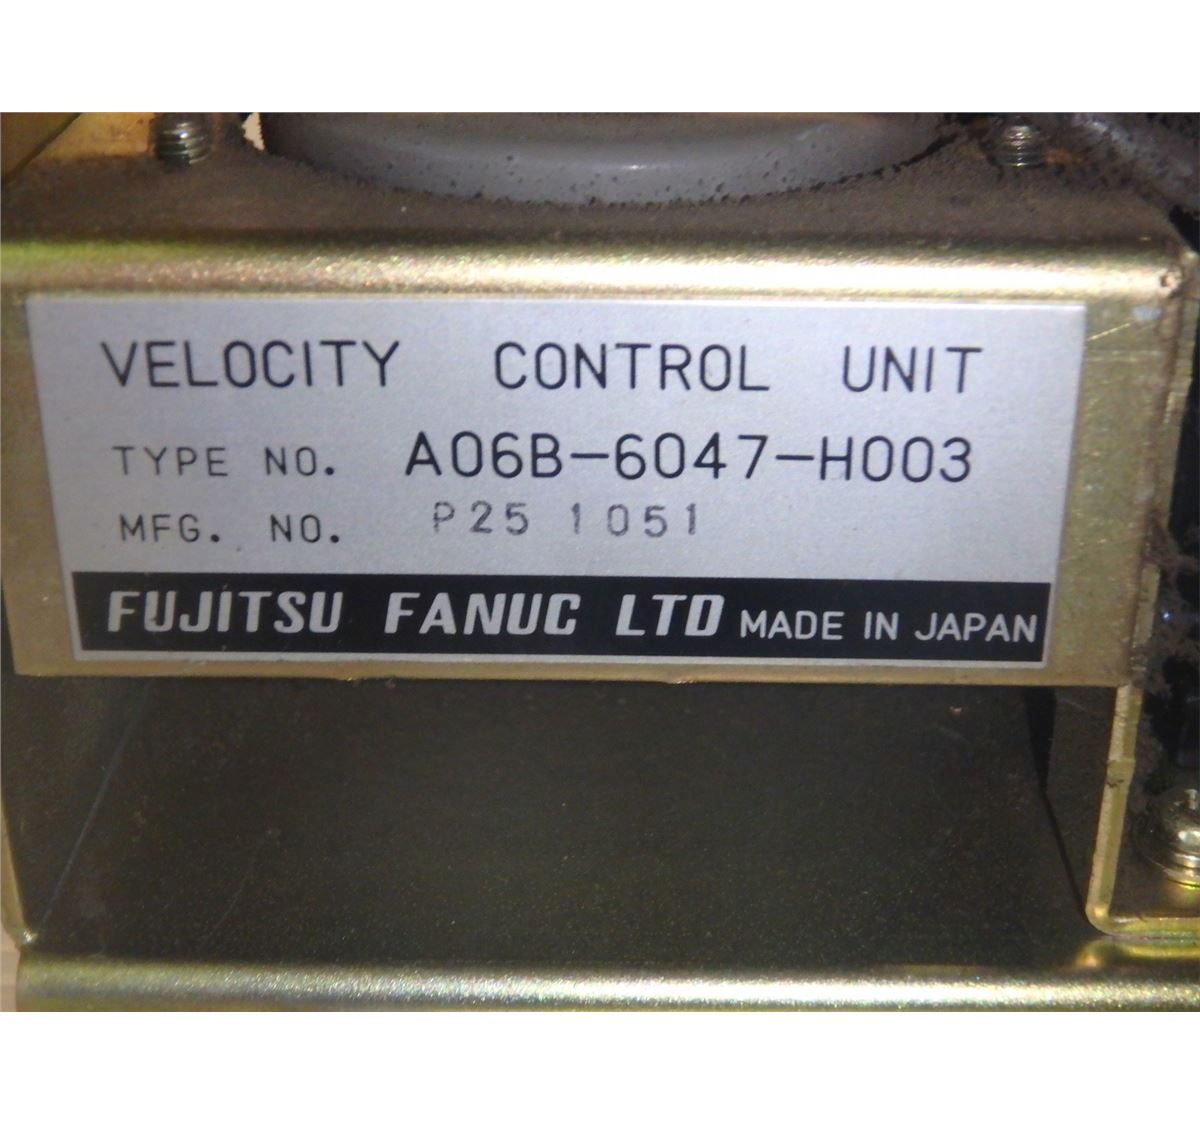 VELOCITY CONTROL UNIT
TYPE NO. A06B-6047-H003
MFG. NO. P25 1051
FUJITSU FANUC LTD MADE IN JAPAN